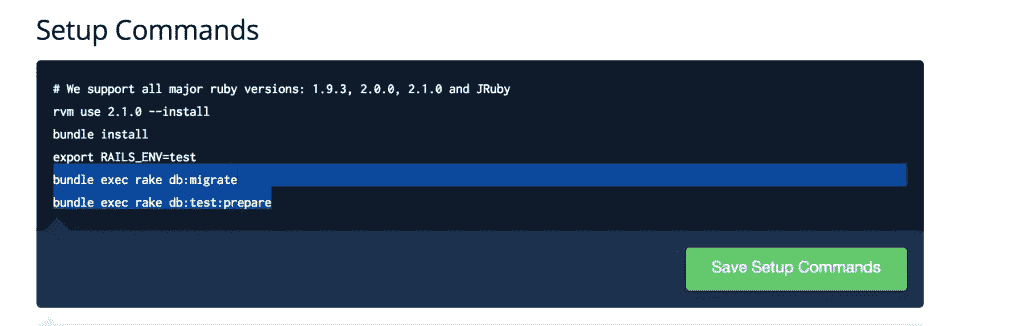 Setup Commands
# We support all major ruby versions: 1.9.3, 2.0.0, 2.1.0 and JRuby
rvm use 2.1.0 --install
bundle install
export RAILS_ENV=test
bundle exec rake db:migrate
bundle exec rake db:test:prepare
Save Setup Commands